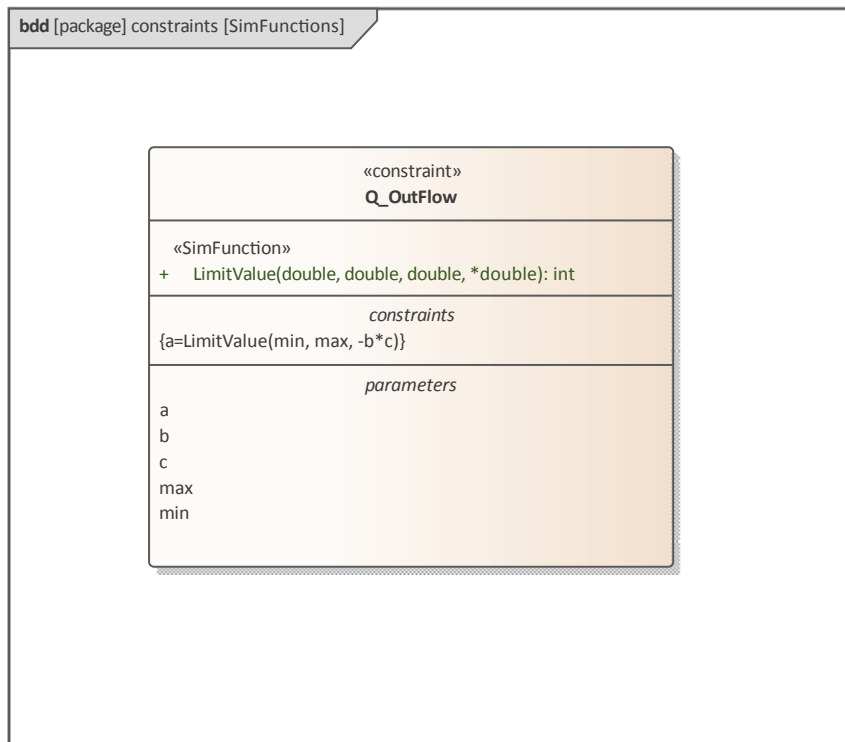 bdd [package] constraints [SimFunctions]
«constraint»
Q_OutFlow
«SimFunction»
+ LimitValue(double, double, double, *double): int
constraints
{a=LimitValue(min, max, -b*c)}
parameters
a
b
c
max
min